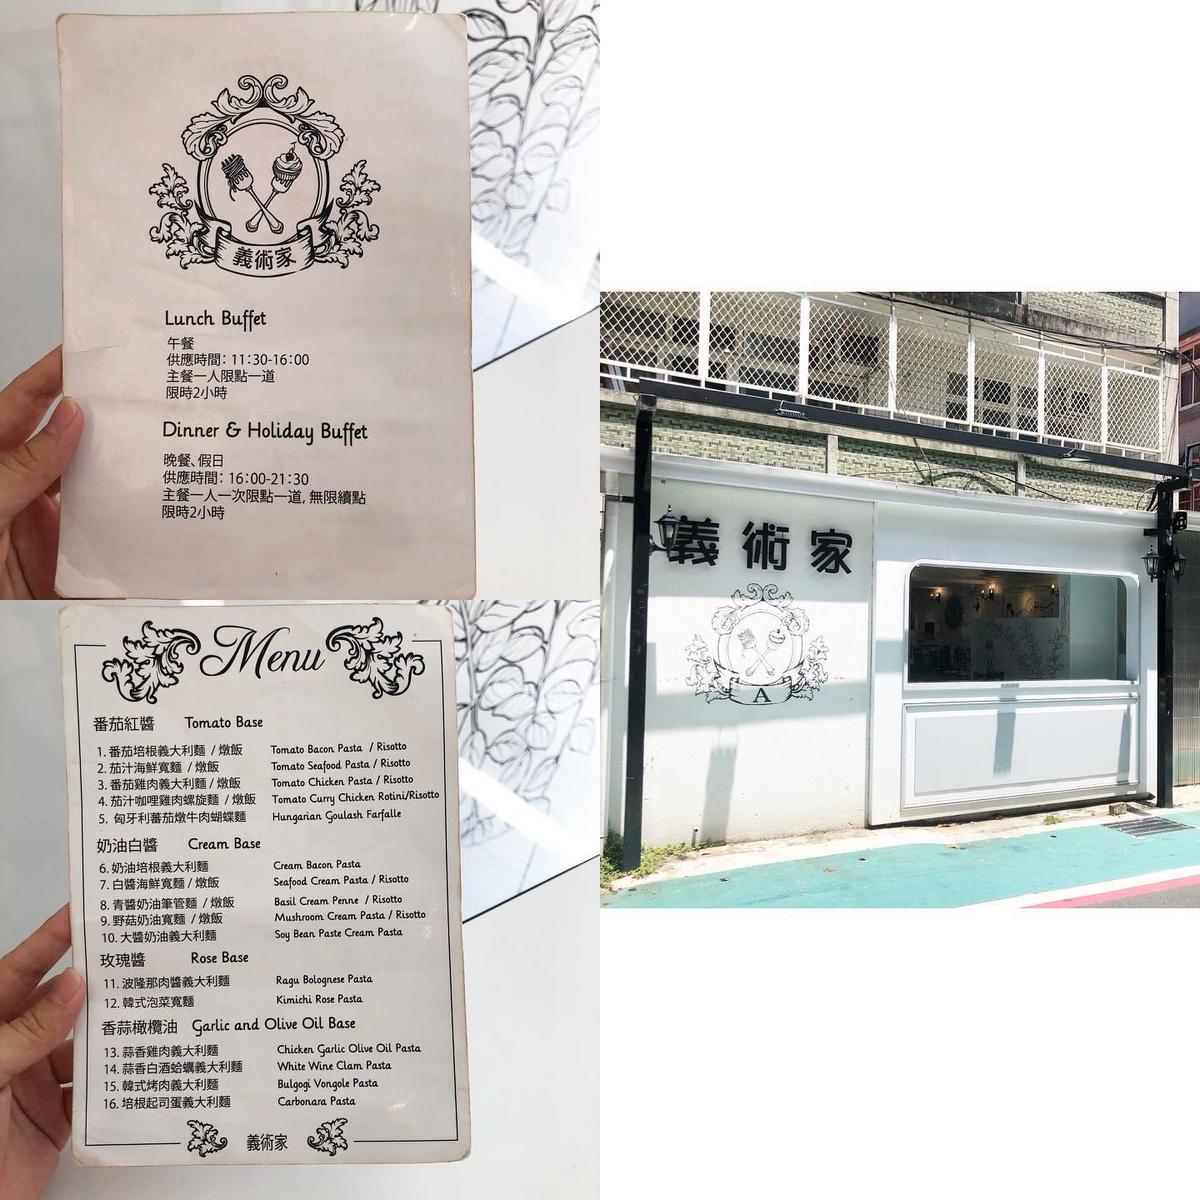 義術家
Lunch Buffet
午餐
供應時間：11:30-16:00
主餐一人限點一道
限時2小時
Dinner & Holiday Buffet
晚餐、假日
供應時間：16:00-21:30
主餐一人一次限點一道，無限續點
限時2小時
Menu
番茄紅醬 Tomato Base
1. 番茄培根義大利麵 / 燉飯 Tomato Bacon Pasta / Risotto
2. 茄汁海鮮寬麵 / 燉飯 Tomato Seafood Pasta / Risotto
3. 番茄雞肉義大利麵 / 燉飯 Tomato Chicken Pasta / Risotto
4. 茄汁咖哩雞肉螺旋麵 / 燉飯 Tomato Curry Chicken Rotini/Risotto
5. 匈牙利蕃茄燉牛肉蝴蝶麵 Hungarian Goulash Farfalle
奶油白醬 Cream Base
6. 奶油培根義大利麵 Cream Bacon Pasta
7. 白醬海鮮寬麵 / 燉飯 Seafood Cream Pasta / Risotto
8. 青醬奶油筆管麵 / 燉飯 Basil Cream Penne / Risotto
9. 野菇奶油寬麵 / 燉飯 Mushroom Cream Pasta / Risotto
10. 大醬奶油義大利麵 Soy Bean Paste Cream Pasta
玫瑰醬 Rose Base
11. 波隆那肉醬義大利麵 Ragu Bolognese Pasta
12. 韓式泡菜寬麵 Kimichi Rose Pasta
香蒜橄欖油 Garlic and Olive Oil Base
13. 蒜香雞肉義大利麵 Chicken Garlic Olive Oil Pasta
14. 蒜香白酒蛤蠣義大利麵 White Wine Clam Pasta
15. 韓式烤肉義大利麵 Bulgogi Vongole Pasta
16. 培根起司蛋義大利麵 Carbonara Pasta
義術家
義術家
A